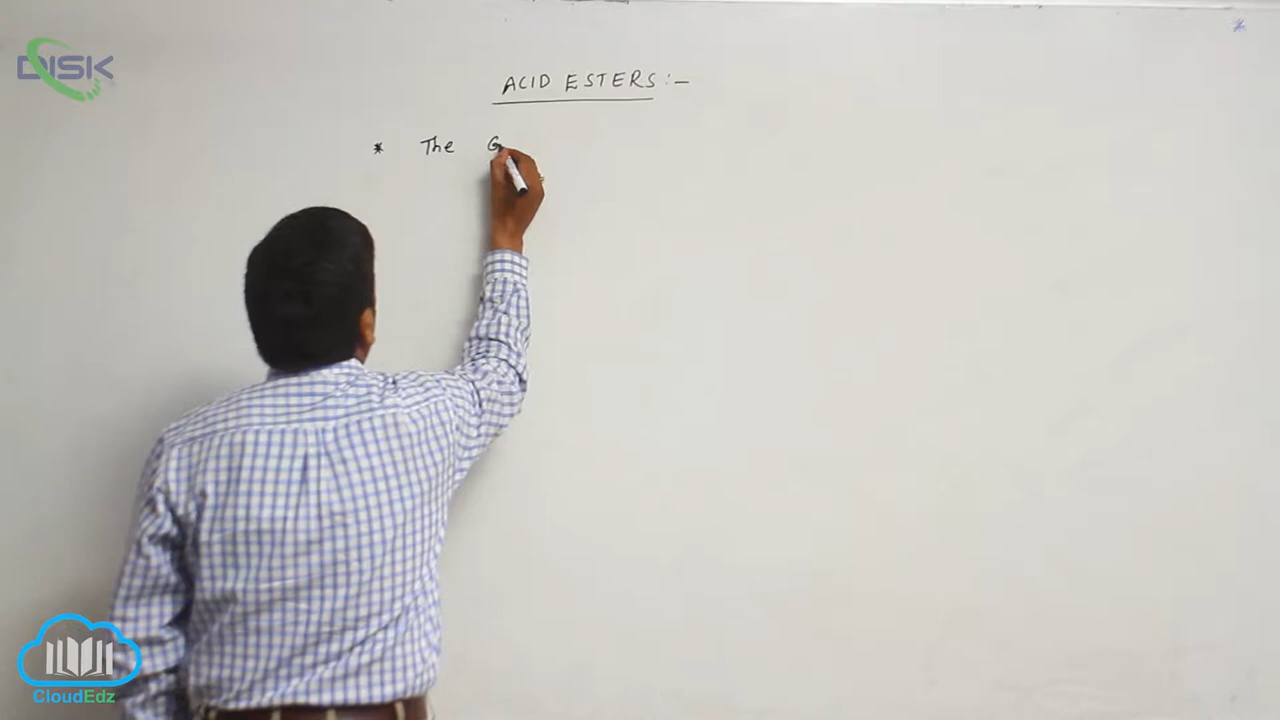 DISK
ACID ESTERS :-
* The G
CloudEdz